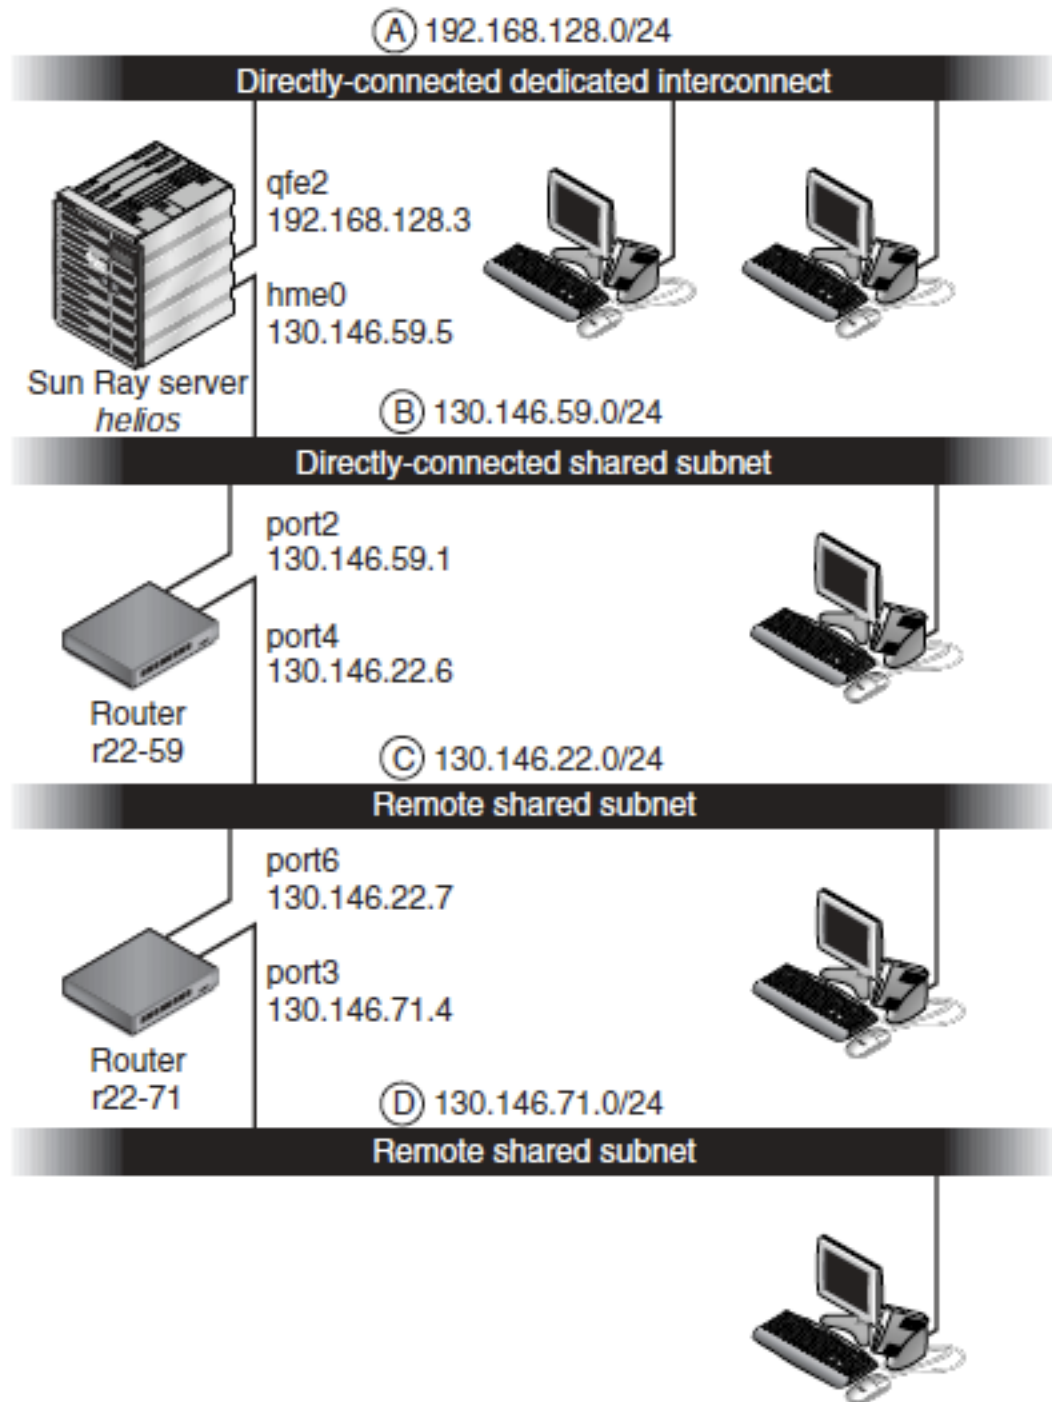 A 192.168.128.0/24
Directly-connected dedicated interconnect
qfe2
192.168.128.3
hme0
130.146.59.5
Sun Ray server
helios
B 130.146.59.0/24
Directly-connected shared subnet
port2
130.146.59.1
port4
130.146.22.6
Router
r22-59
C 130.146.22.0/24
Remote shared subnet
port6
130.146.22.7
port3
130.146.71.4
Router
r22-71
D 130.146.71.0/24
Remote shared subnet